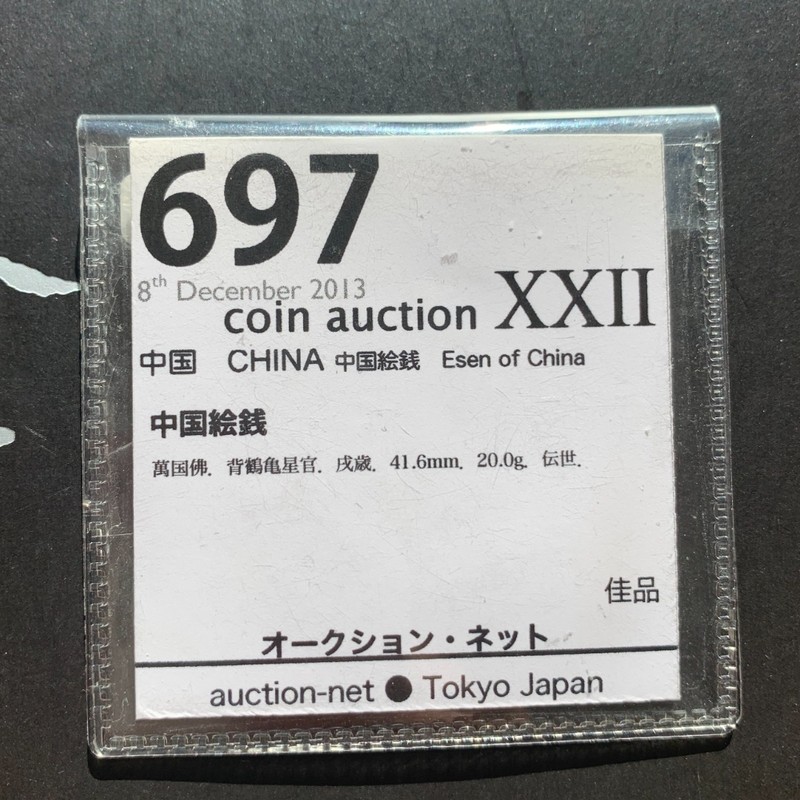 697
8th December 2013
coin auction XXII
中国 CHINA 中国絵銭 Esen of China
中国絵銭
萬国佛. 背鶴亀星官. 戌歳. 41.6mm. 20.0g. 伝世.
佳品
オークション・ネット
auction-net ● Tokyo Japan